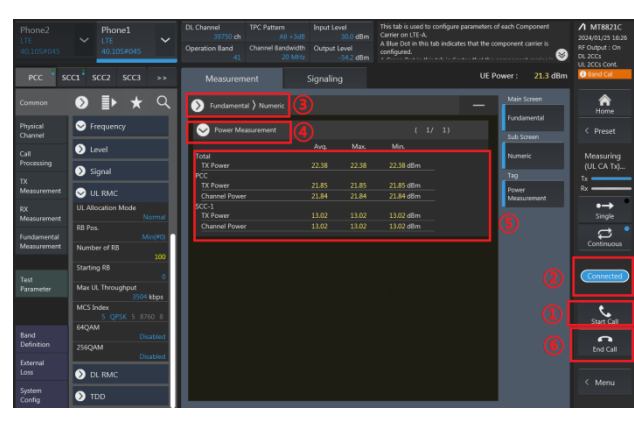 Phone2
LTE
40.105#045
Phone1
LTE
40.105#045
DL Channel
39750 ch
TPC Pattern
All +3dB
Input Level
30.0 dBm
Operation Band
41
Channel Bandwidth
20 MHz
Output Level
-54.2 dBm
This tab is used to configure parameters of each Component
Carrier on LTE-A.
A Blue Dot in this tab indicates that the component carrier is
configured.
MT8821C
2024/01/25 18:26
RF Output : On
DL 2CCs
UL 2CCs Cont.
Band Cal
PCC
SCC1
SCC2
SCC3
>>
Measurement
Signaling
UE Power : 21.3 dBm
Common
Physical
Channel
Call
Processing
TX
Measurement
RX
Measurement
Fundamental
Measurement
Test
Parameter
Band
Definition
External
Loss
System
Config
Frequency
Level
Signal
UL RMC
UL Allocation Mode
Normal
RB Pos.
Min(#0)
Number of RB
100
Starting RB
0
Max UL Throughput
3504 kbps
MCS Index
5 QPSK 5 8760 8
64QAM
Disabled
256QAM
Disabled
DL RMC
TDD
Fundamental 》 Numeric ③
Power Measurement ④ ( 1/ 1)
Avg. Max. Min.
Total
TX Power 22.38 22.38 22.38 dBm
PCC
TX Power 21.85 21.85 21.85 dBm
Channel Power 21.84 21.84 21.84 dBm
SCC-1
TX Power 13.02 13.02 13.02 dBm
Channel Power 13.02 13.02 13.02 dBm
⑤
Main Screen
Fundamental
Sub Screen
Numeric
Tag
Power
Measurement
Home
< Preset
Measuring
(UL CA Tx)...
Tx
Rx
Single
Continuous
② Connected
① Start Call
⑥ End Call
< Menu